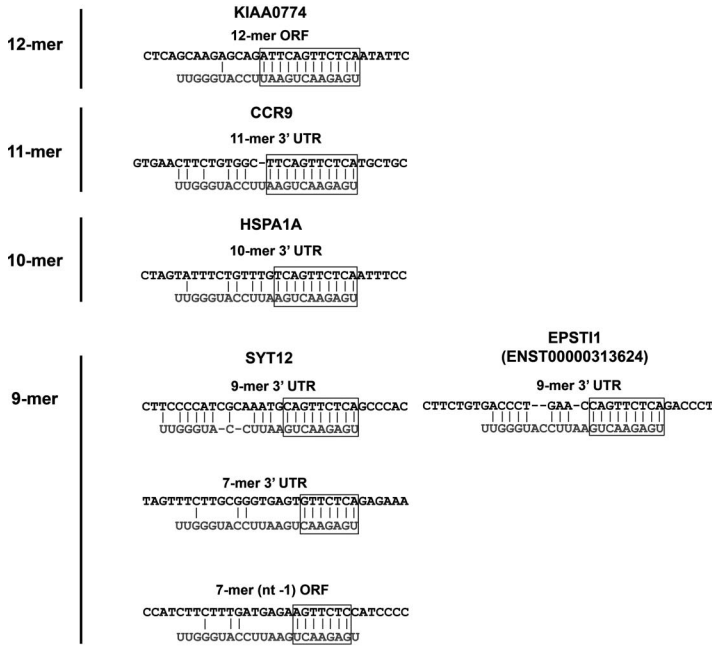 KIAA0774
12-mer
12-mer ORF
CTCAGCAAGAGCAGATTCAGTTCTCAATATTC
UUGGGUACCUUAAGUCAAGAGU
CCR9
11-mer
11-mer 3' UTR
GTGAACTTCTGTGGC-TTCAGTTCTCATGCTGC
UUGGGUACCUUAAGUCAAGAGU
HSPA1A
10-mer
10-mer 3' UTR
CTAGTATTTCTGTTTGTCAGTTCTCAATTTCC
UUGGGUACCUUAAGUCAAGAGU
9-mer
SYT12
9-mer 3' UTR
CTTCCCCATCGCAAATGCAGTTCTCAGCCCAC
UUGGGUA-C-CUUAAGUCAAGAGU
EPSTI1
(ENST00000313624)
9-mer 3' UTR
CTTCTGTGACCCT--GAA-CCAGTTCTCAGACCCT
UUGGGUACCUUAAGUCAAGAGU
7-mer 3' UTR
TAGTTTCTTGCGGGTGAGTGTTCTCAGAGAAA
UUGGGUACCUUAAGUCAAGAGU
7-mer (nt -1) ORF
CCATCTTCTTTGATGAGAAGTTCTCCATCCCC
UUGGGUACCUUAAGUCAAGAGU